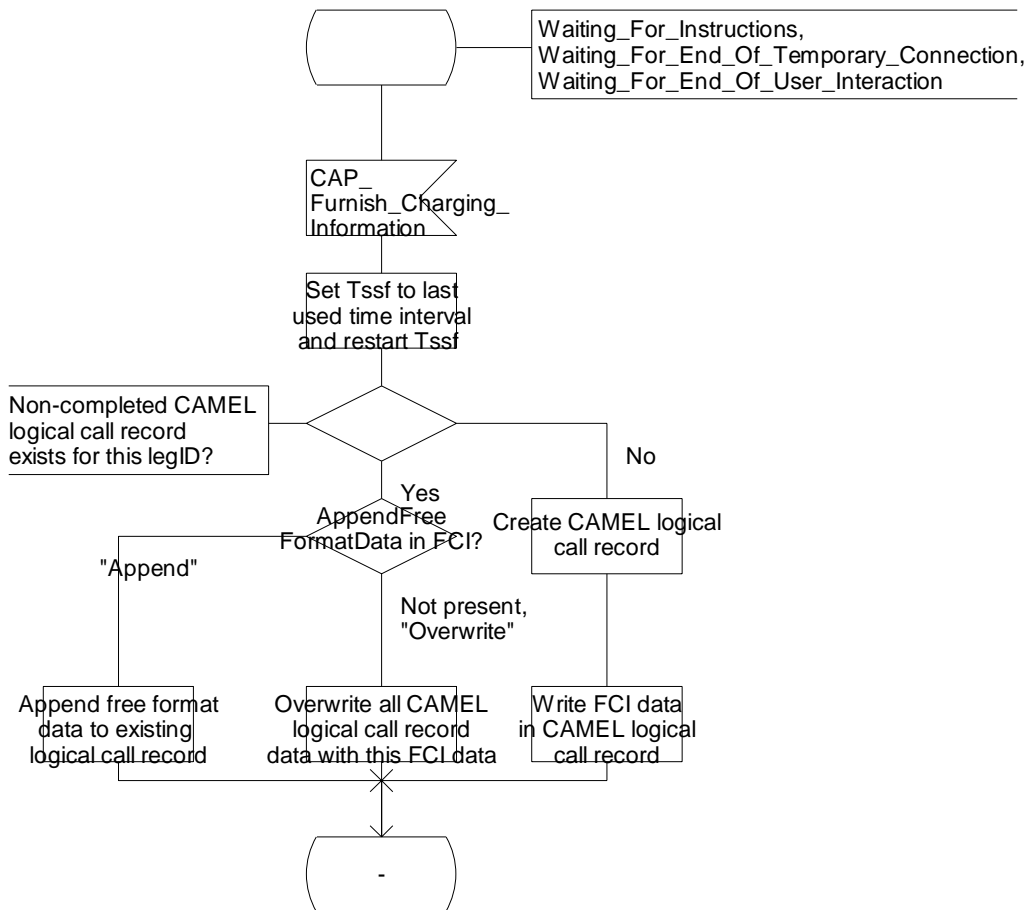 Waiting_For_Instructions,
Waiting_For_End_Of_Temporary_Connection,
Waiting_For_End_Of_User_Interaction
CAP_
Furnish_Charging_
Information
Set Tssf to last
used time interval
and restart Tssf
Non-completed CAMEL
logical call record
exists for this legID?
No
Yes
AppendFree
FormatData in FCI?
Create CAMEL logical
call record
"Append"
Not present,
"Overwrite"
Append free format
data to existing
logical call record
Overwrite all CAMEL
logical call record
data with this FCI data
Write FCI data
in CAMEL logical
call record
-